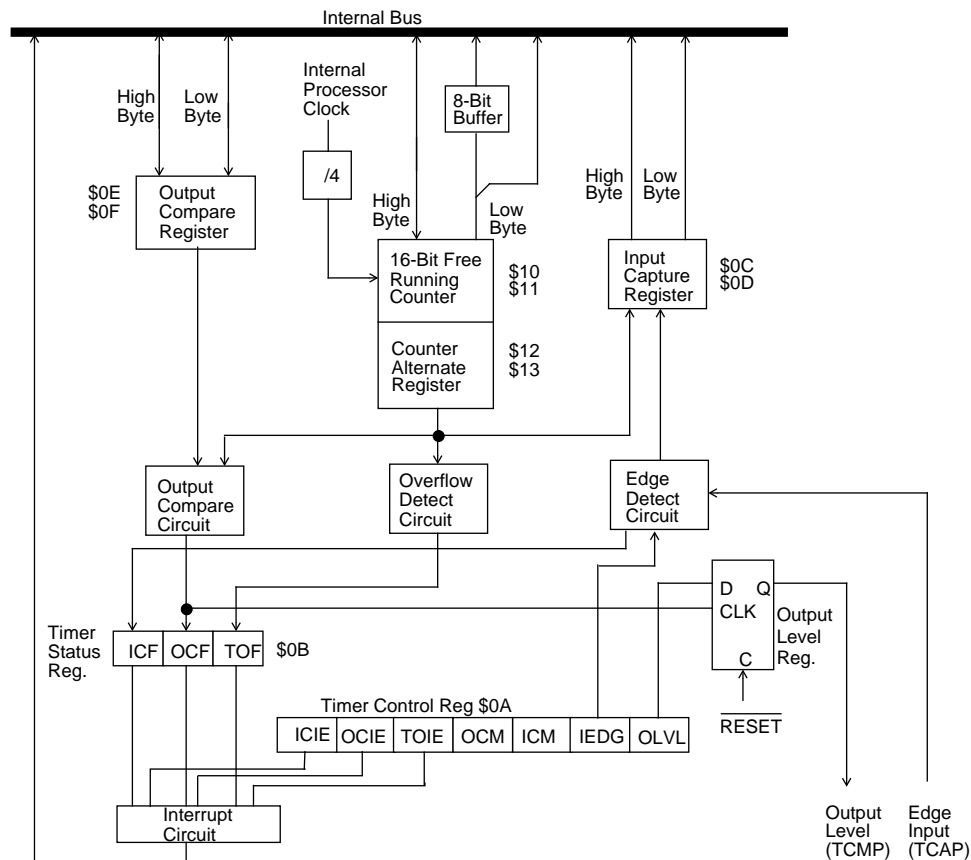 Internal Bus
High
Byte
Low
Byte
Internal
Processor
Clock
8-Bit
Buffer
/4
$0E
$0F
Output
Compare
Register
High
Byte
Low
Byte
High
Byte
Low
Byte
16-Bit Free
Running
Counter
$10
$11
Input
Capture
Register
$0C
$0D
Counter
Alternate
Register
$12
$13
Output
Compare
Circuit
Overflow
Detect
Circuit
Edge
Detect
Circuit
D Q
CLK
C
Output
Level
Reg.
RESET
Timer
Status
Reg.
ICF OCF TOF
$0B
Timer Control Reg $0A
ICIE OCIE TOIE OCM ICM IEDG OLVL
Interrupt
Circuit
Output
Level
(TCMP)
Edge
Input
(TCAP)